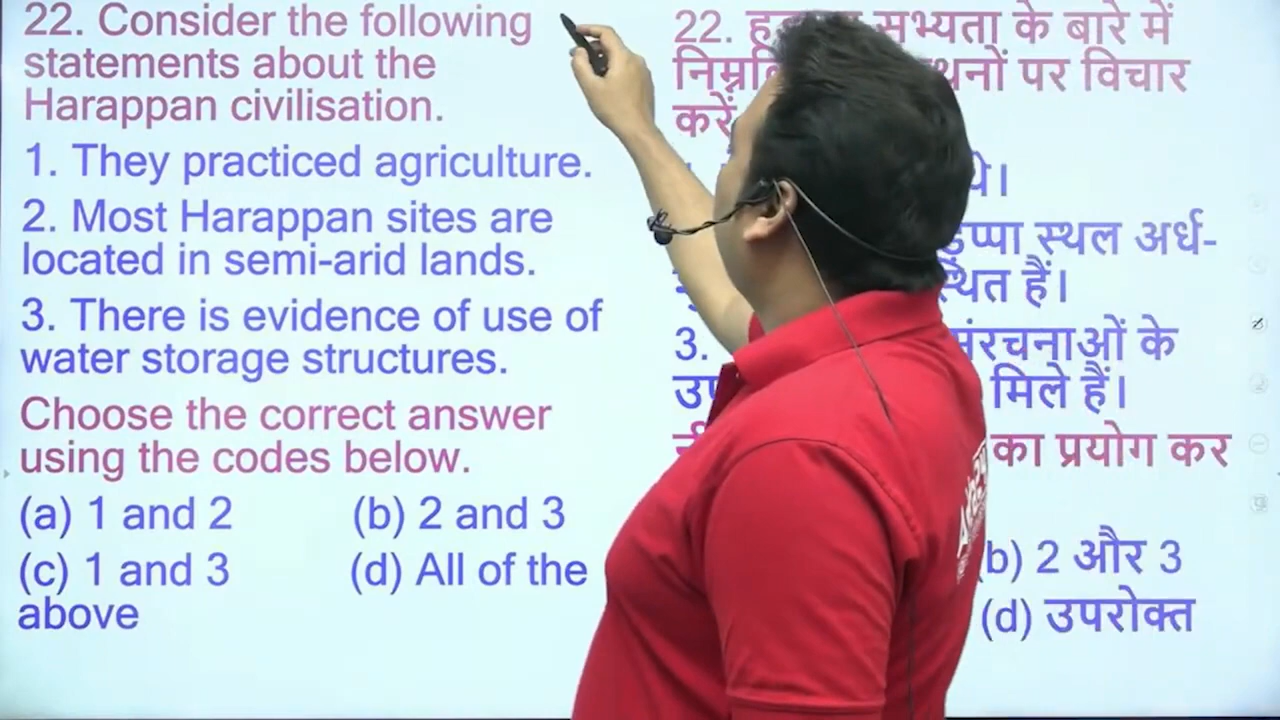 22. Consider the following
statements about the
Harappan civilisation.
1. They practiced agriculture.
2. Most Harappan sites are
located in semi-arid lands.
3. There is evidence of use of
water storage structures.
Choose the correct answer
using the codes below.
(a) 1 and 2 (b) 2 and 3
(c) 1 and 3 (d) All of the
above
22. सभ्यता के बारे में
पर विचार
करें
थे।
स्थल अर्ध-
हैं।
3. के
मिले हैं।
का प्रयोग कर
b) 2 और 3
(d) उपरोक्त